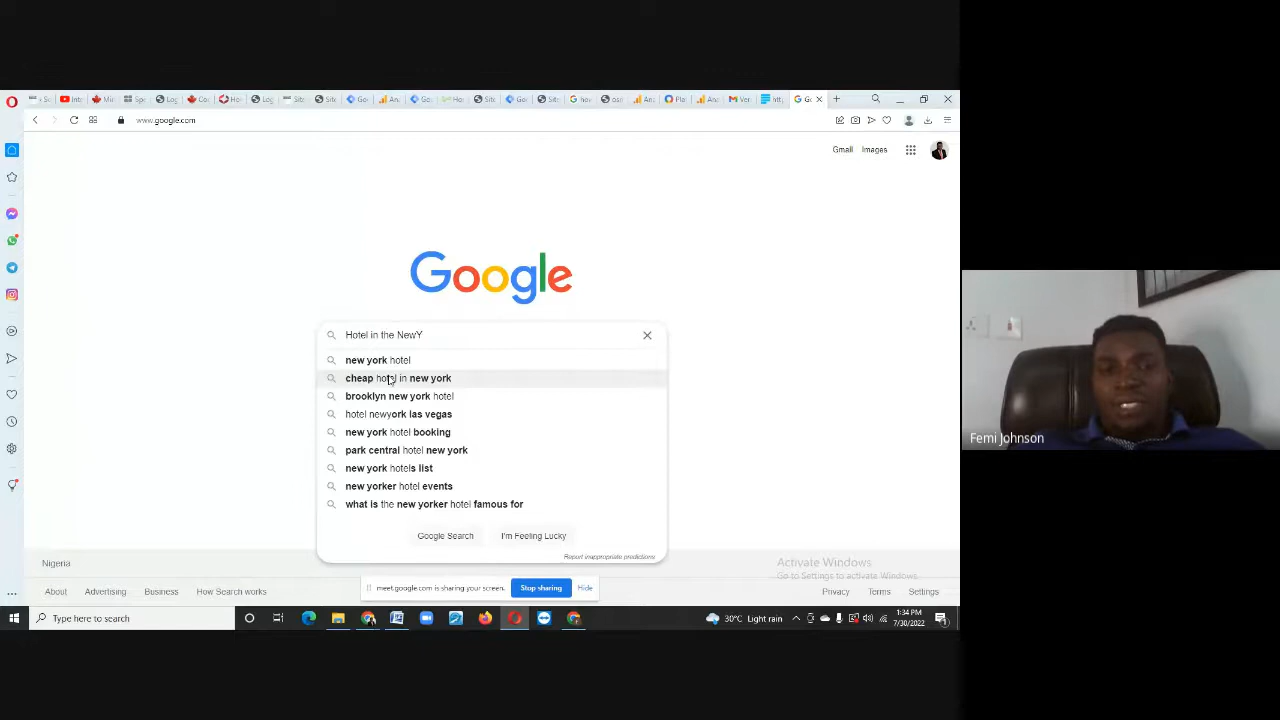 www.google.com
Gmail
Images
Google
Hotel in the NewY
new york hotel
cheap hotel in new york
brooklyn new york hotel
hotel newyork las vegas
new york hotel booking
park central hotel new york
new york hotels list
new yorker hotel events
what is the new yorker hotel famous for
Google Search
I'm Feeling Lucky
Report inappropriate predictions
Nigeria
Activate Windows
Go to Settings to activate Windows.
About
Advertising
Business
How Search works
Privacy
Terms
Settings
meet.google.com is sharing your screen.
Stop sharing
Hide
Type here to search
30°C Light rain
1:34 PM
7/30/2022
Femi Johnson